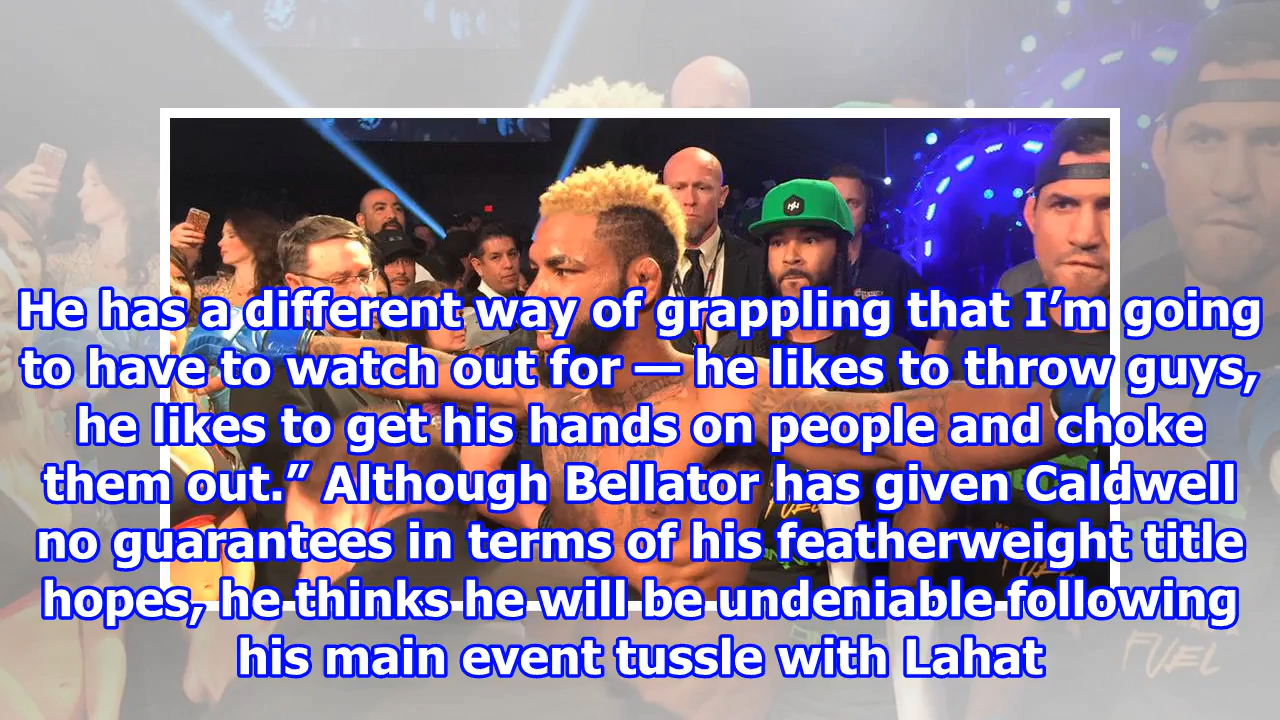 He has a different way of grappling that I’m going
to have to watch out for — he likes to throw guys,
he likes to get his hands on people and choke
them out.” Although Bellator has given Caldwell
no guarantees in terms of his featherweight title
hopes, he thinks he will be undeniable following
his main event tussle with Lahat
FUEL
FUEL